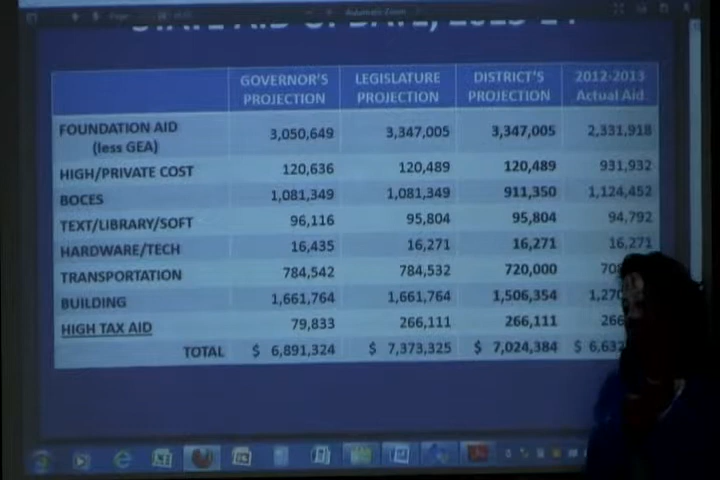 STATE AID UPDATE, 2013-14
GOVERNOR'S PROJECTION LEGISLATURE PROJECTION DISTRICT'S PROJECTION 2012-2013 Actual Aid
FOUNDATION AID (less GEA) 3,050,649 3,347,005 3,347,005 2,331,918
HIGH/PRIVATE COST 120,636 120,489 120,489 931,932
BOCES 1,081,349 1,081,349 911,350 1,124,452
TEXT/LIBRARY/SOFT 96,116 95,804 95,804 94,792
HARDWARE/TECH 16,435 16,271 16,271 16,271
TRANSPORTATION 784,542 784,532 720,000
BUILDING 1,661,764 1,661,764 1,506,354
HIGH TAX AID 79,833 266,111 266,111
TOTAL $ 6,891,324 $ 7,373,325 $ 7,024,384 $